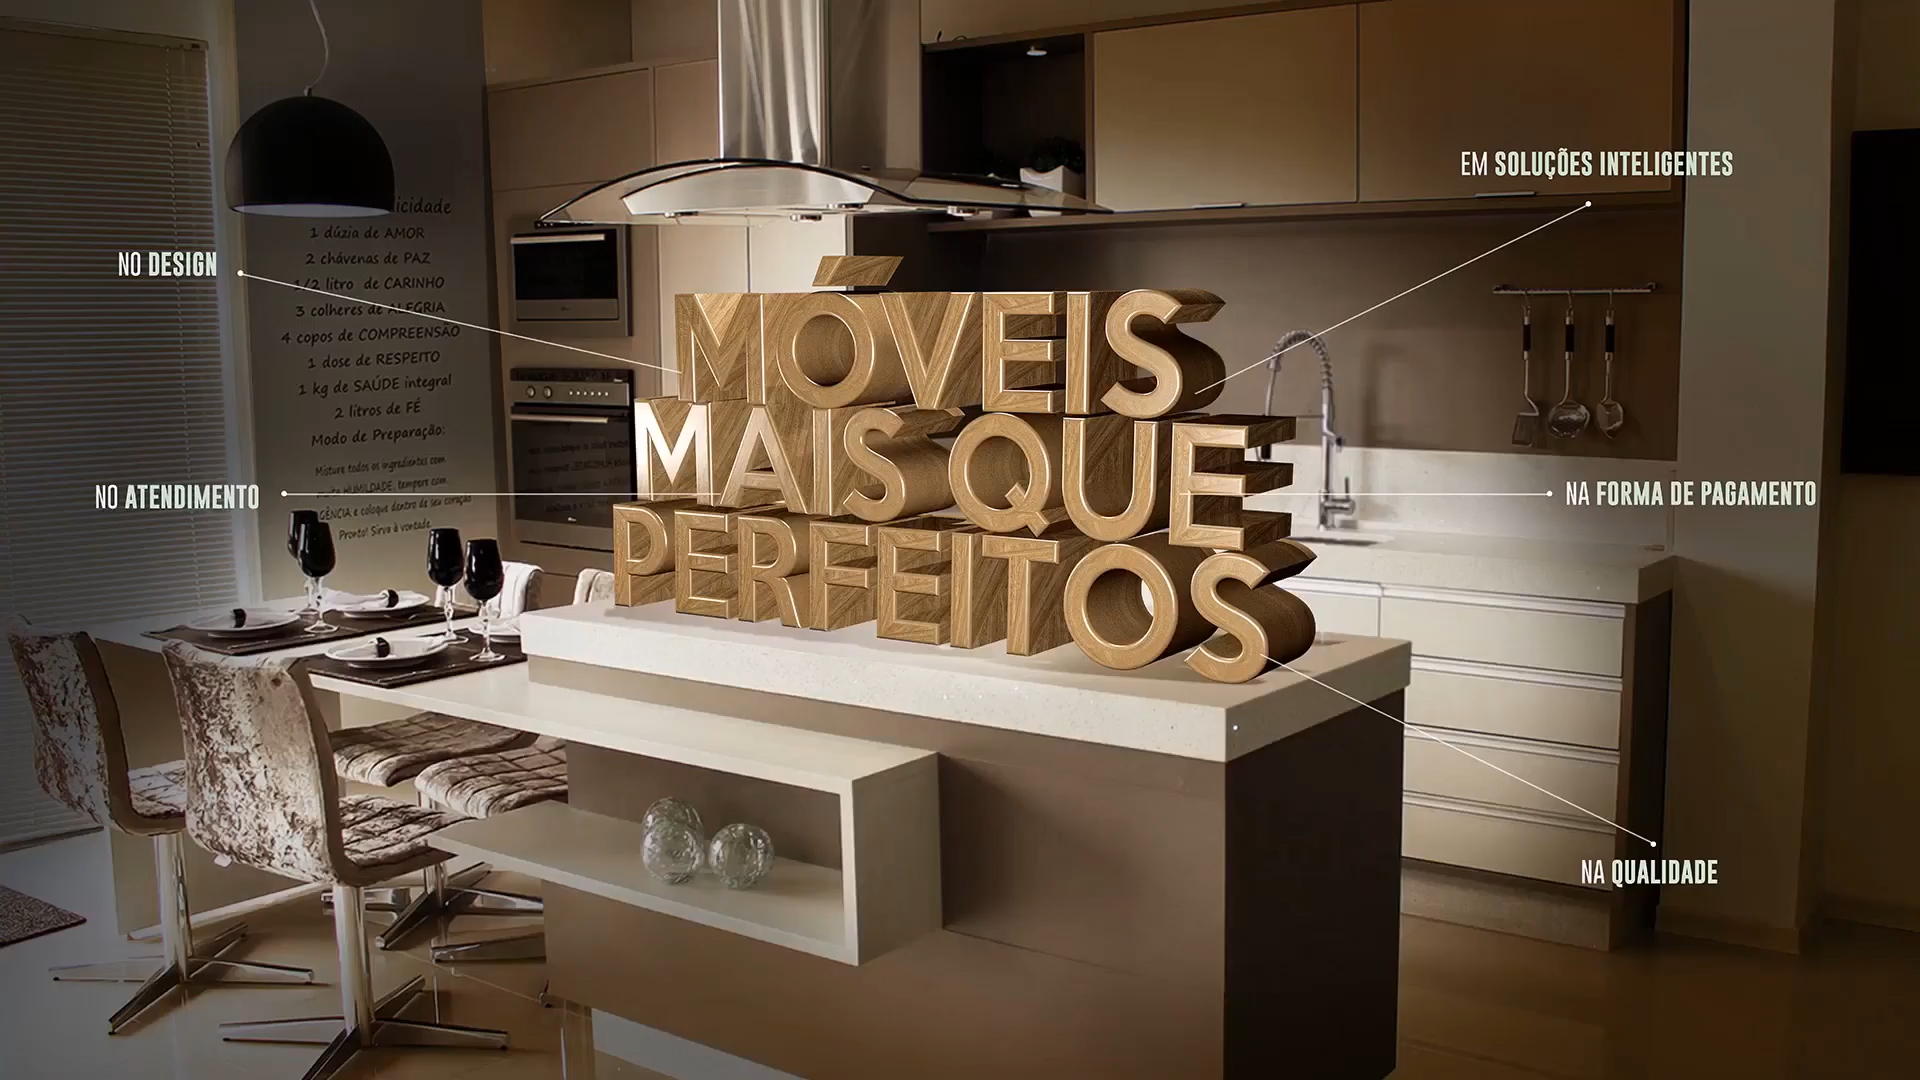 EM SOLUÇÕES INTELIGENTES
NO DESIGN
1 dúzia de AMOR
2 chávenas de PAZ
1/2 litro de CARINHO
3 colheres de ALEGRIA
4 copos de COMPREENSÃO
1 dose de RESPEITO
1 kg de SAÚDE integral
2 litros de FÉ
Modo de Preparação:
Misture todos os ingredientes com
HUMILDADE, tempere com
e coloque dentro de seu coração
Pronto! Sirva à vontade.
MÓVEIS
MAIS QUE
PERFEITOS
NO ATENDIMENTO
NA FORMA DE PAGAMENTO
NA QUALIDADE